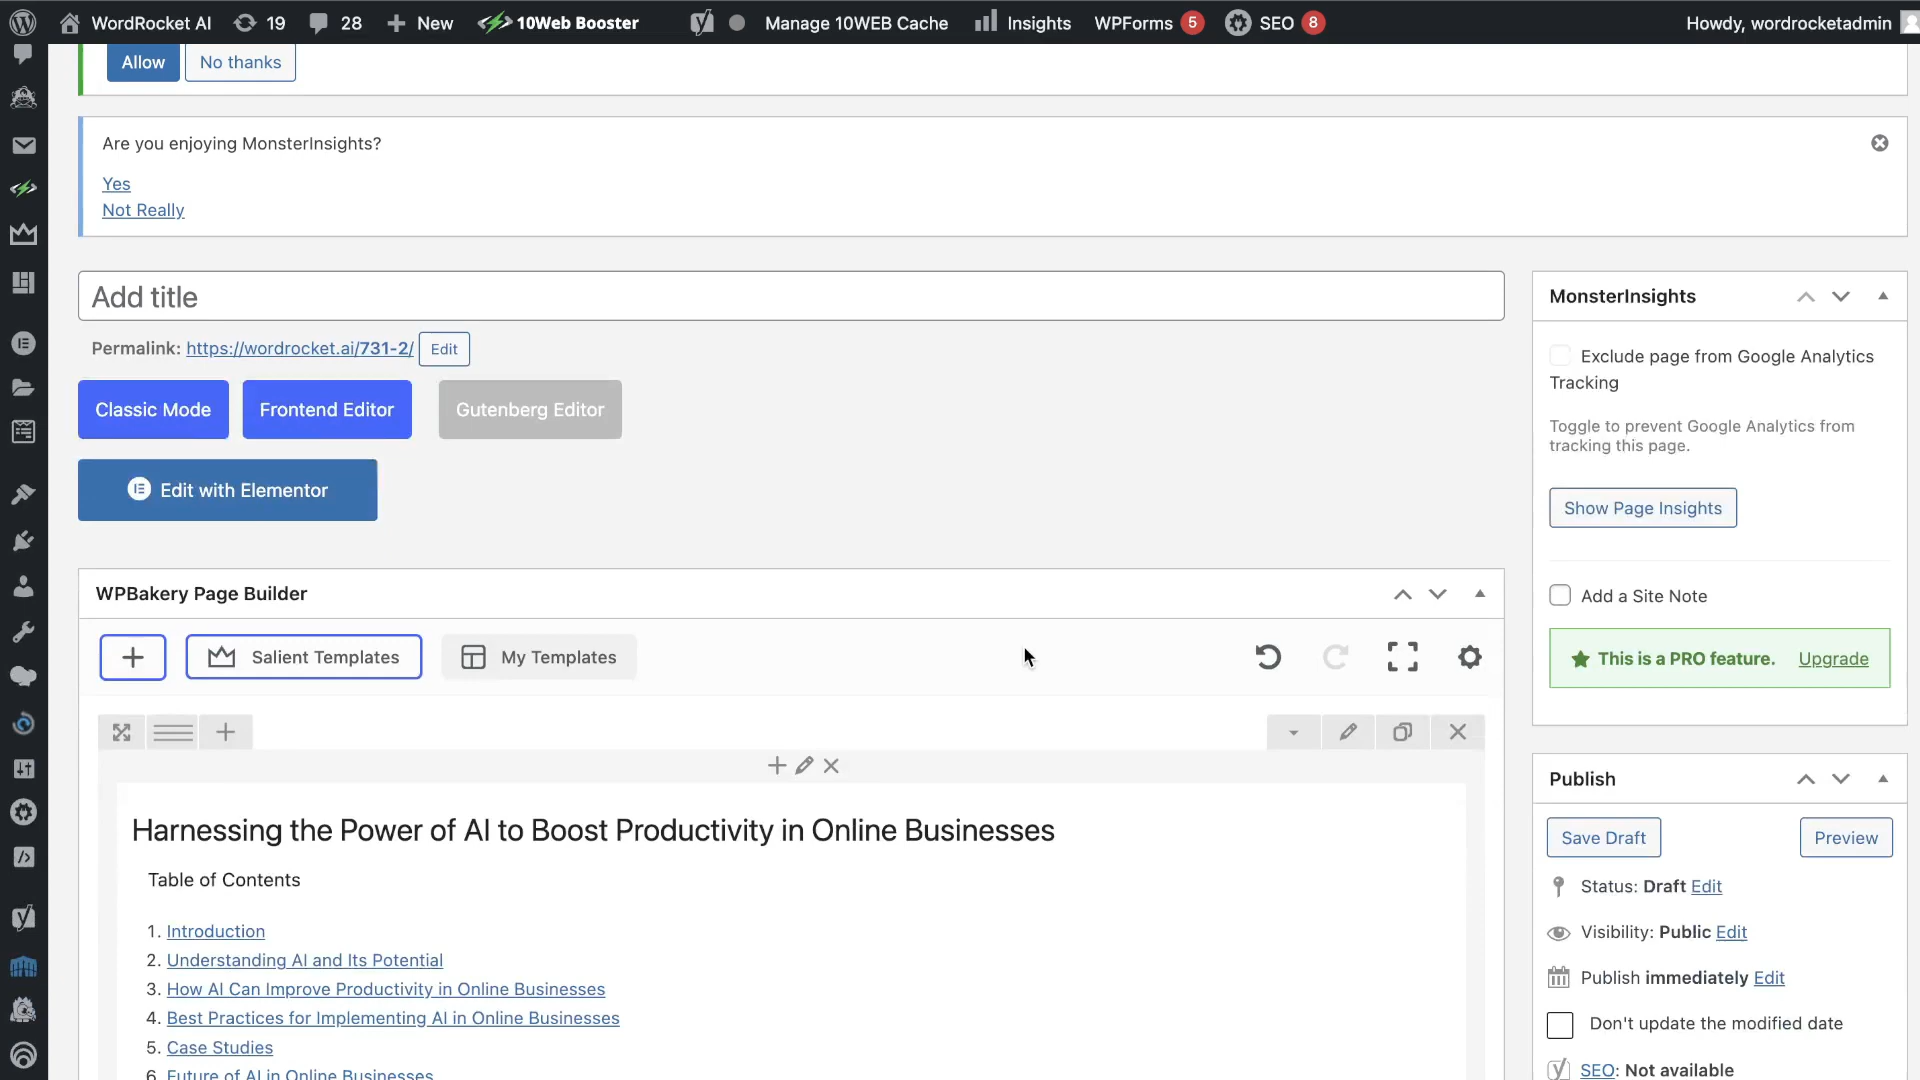 WordRocket AI 19 28 New 10Web Booster Manage 10WEB Cache Insights WPForms 5 SEO 8 Howdy, wordrocketadmin
Allow No thanks
Are you enjoying MonsterInsights?
Yes
Not Really
Add title
Permalink: https://wordrocket.ai/731-2/ Edit
Classic Mode Frontend Editor Gutenberg Editor
Edit with Elementor
WPBakery Page Builder
Salient Templates My Templates
Harnessing the Power of AI to Boost Productivity in Online Businesses
Table of Contents
1. Introduction
2. Understanding AI and Its Potential
3. How AI Can Improve Productivity in Online Businesses
4. Best Practices for Implementing AI in Online Businesses
5. Case Studies
6. Future of AI in Online Businesses
MonsterInsights
Exclude page from Google Analytics
Tracking
Toggle to prevent Google Analytics from
tracking this page.
Show Page Insights
Add a Site Note
This is a PRO feature. Upgrade
Publish
Save Draft Preview
Status: Draft Edit
Visibility: Public Edit
Publish immediately Edit
Don't update the modified date
SEO: Not available